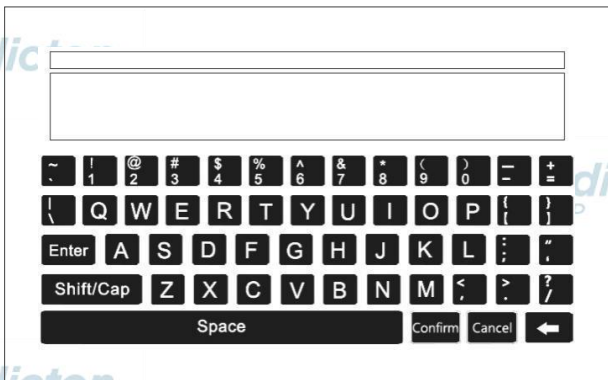 ~ ! @ # $ % ^ & * ( ) — +
` 1 2 3 4 5 6 7 8 9 0 - =
| Q W E R T Y U I O P { }
\ [ ]
Enter A S D F G H J K L : "
; '
Shift/Cap Z X C V B N M < > ?
, . /
Space Confirm Cancel ←